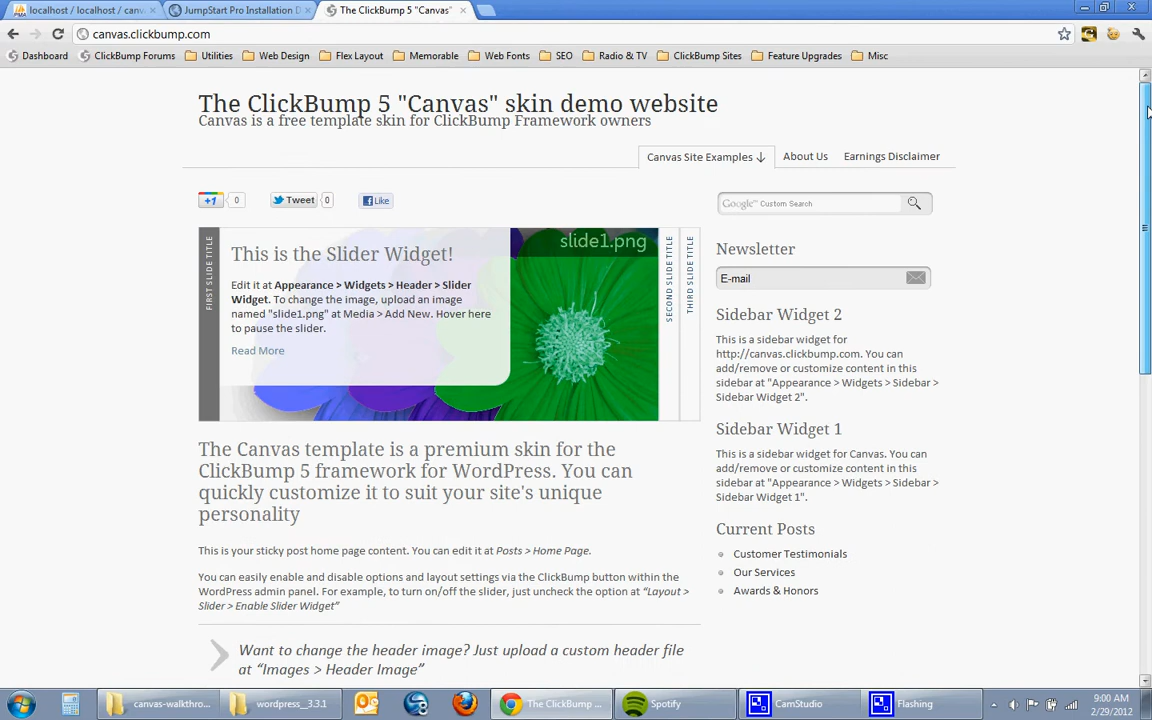 localhost / localhost / canva
JumpStart Pro Installation D
The ClickBump 5 "Canvas"
canvas.clickbump.com
Dashboard ClickBump Forums Utilities Web Design Flex Layout Memorable Web Fonts SEO Radio & TV ClickBump Sites Feature Upgrades Misc
The ClickBump 5 "Canvas" skin demo website
Canvas is a free template skin for ClickBump Framework owners
Canvas Site Examples ↓ About Us Earnings Disclaimer
+1 0 Tweet 0 Like
Google™ Custom Search
FIRST SLIDE TITLE
This is the Slider Widget!
Edit it at Appearance > Widgets > Header > Slider
Widget. To change the image, upload an image
named "slide1.png" at Media > Add New. Hover here
to pause the slider.
Read More
slide1.png
SECOND SLIDE TITLE
THIRD SLIDE TITLE
Newsletter
E-mail
Sidebar Widget 2
This is a sidebar widget for
http://canvas.clickbump.com. You can
add/remove or customize content in this
sidebar at "Appearance > Widgets > Sidebar >
Sidebar Widget 2".
Sidebar Widget 1
This is a sidebar widget for Canvas. You can
add/remove or customize content in this
sidebar at "Appearance > Widgets > Sidebar >
Sidebar Widget 1".
Current Posts
Customer Testimonials
Our Services
Awards & Honors
The Canvas template is a premium skin for the
ClickBump 5 framework for WordPress. You can
quickly customize it to suit your site's unique
personality
This is your sticky post home page content. You can edit it at Posts > Home Page.
You can easily enable and disable options and layout settings via the ClickBump button within the
WordPress admin panel. For example, to turn on/off the slider, just uncheck the option at “Layout >
Slider > Enable Slider Widget”
Want to change the header image? Just upload a custom header file
at “Images > Header Image”
canvas-walkthro... wordpress_3.3.1 The ClickBump ... Spotify CamStudio Flashing
9:00 AM
2/29/2012